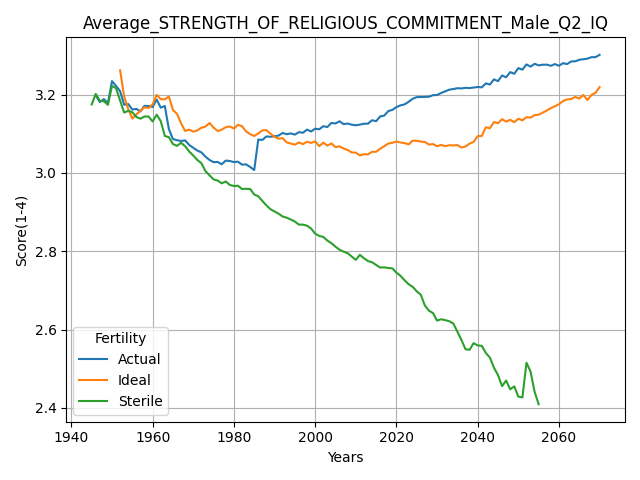 Average_STRENGTH_OF_RELIGIOUS_COMMITMENT_Male_Q2_IQ
3.2
3.0
2.8
2.6
2.4
Score(1-4)
Fertility
Actual
Ideal
Sterile
1940 1960 1980 2000 2020 2040 2060
Years